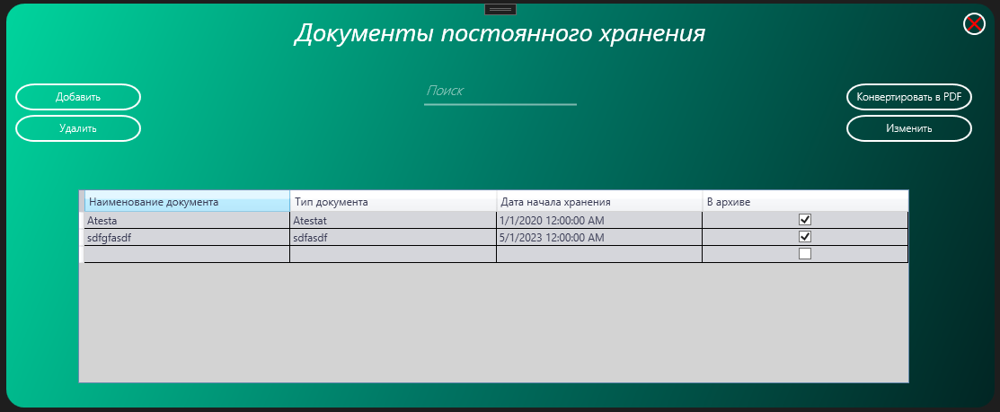 Документы постоянного хранения
Добавить
Поиск
Конвертировать в PDF
Удалить
Изменить
Наименование документа Тип документа Дата начала хранения В архиве
Atesta Atestat 1/1/2020 12:00:00 AM
sdfgfasdf sdfasdf 5/1/2023 12:00:00 AM